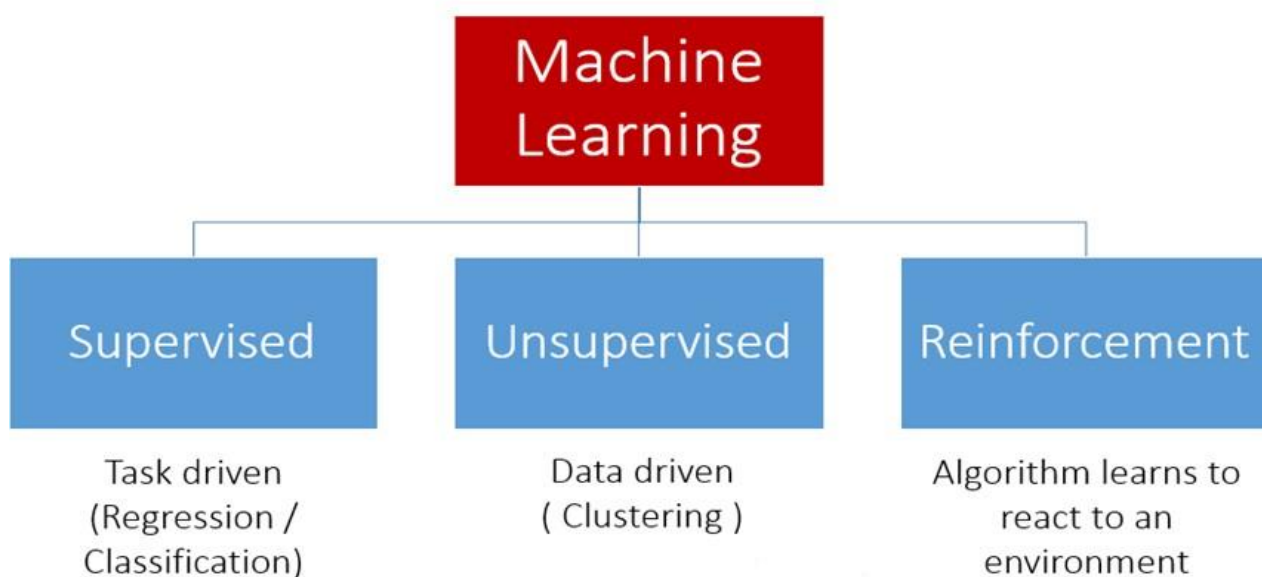 Machine
Learning
Supervised
Unsupervised
Reinforcement
Task driven
(Regression /
Classification)
Data driven
( Clustering )
Algorithm learns to
react to an
environment